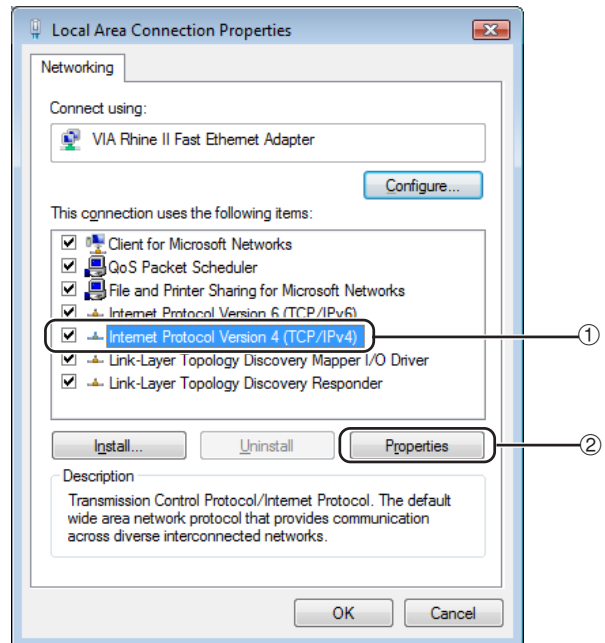 Local Area Connection Properties
Networking
Connect using:
VIA Rhine II Fast Ethernet Adapter
Configure...
This connection uses the following items:
Client for Microsoft Networks
QoS Packet Scheduler
File and Printer Sharing for Microsoft Networks
Internet Protocol Version 6 (TCP/IPv6)
Internet Protocol Version 4 (TCP/IPv4)
①
Link-Layer Topology Discovery Mapper I/O Driver
Link-Layer Topology Discovery Responder
Install...
Uninstall
Properties
②
Description
Transmission Control Protocol/Internet Protocol. The default
wide area network protocol that provides communication
across diverse interconnected networks.
OK
Cancel